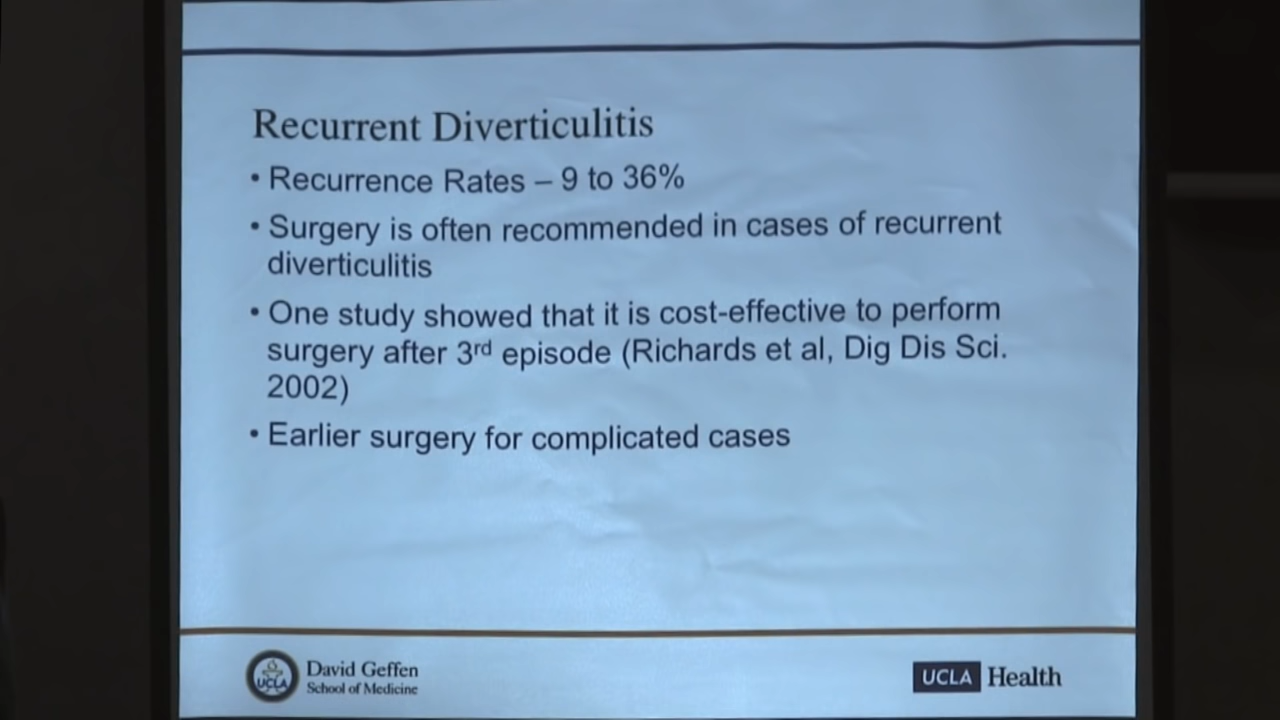 Recurrent Diverticulitis
• Recurrence Rates – 9 to 36%
• Surgery is often recommended in cases of recurrent
diverticulitis
• One study showed that it is cost-effective to perform
surgery after 3rd episode (Richards et al, Dig Dis Sci.
2002)
• Earlier surgery for complicated cases
UCLA
David Geffen
School of Medicine
UCLA Health